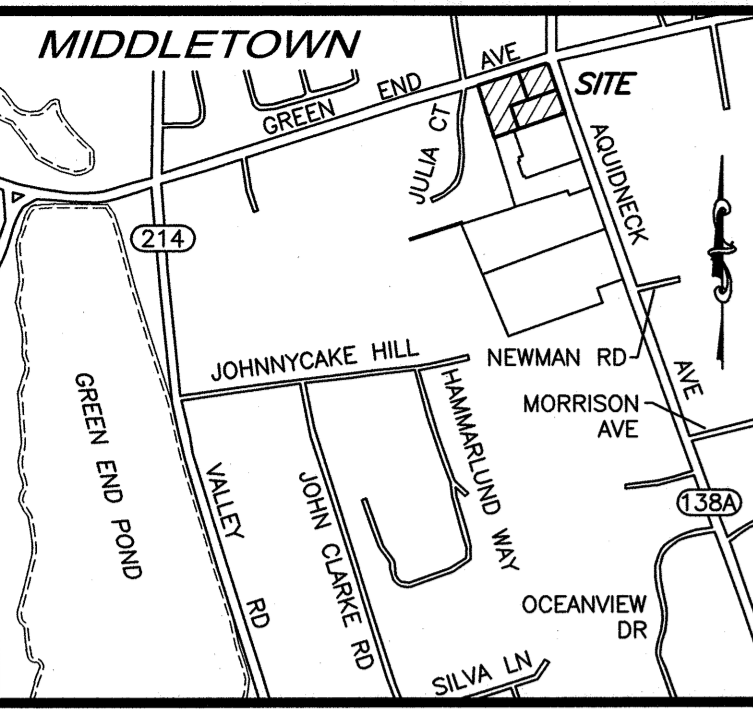 MIDDLETOWN
GREEN END AVE
SITE
JULIA CT
AQUIDNECK
214
JOHNNYCAKE HILL
NEWMAN RD
AVE
MORRISON
AVE
GREEN END POND
VALLEY
RD
JOHN CLARKE RD
HAMMARLUND WAY
138A
OCEANVIEW
DR
SILVA LN